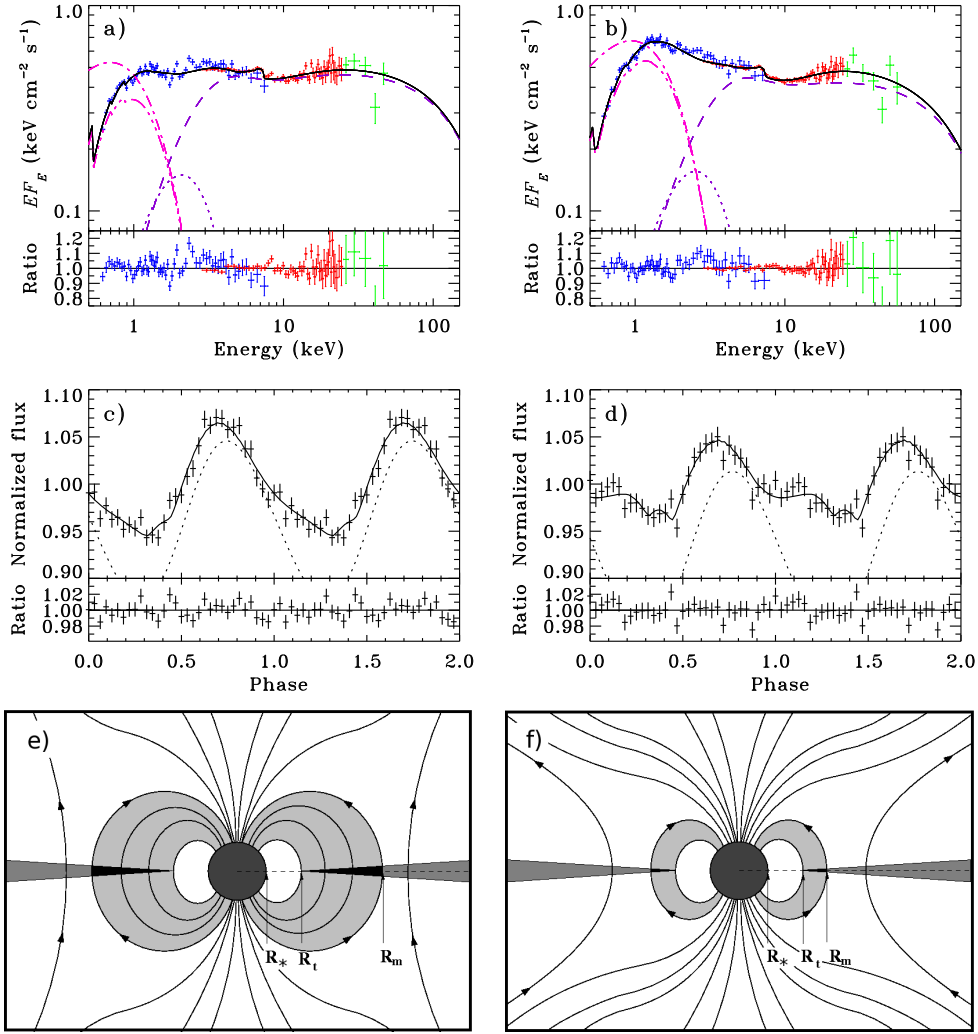 a)
1.0
0.1
EF_E (keV cm⁻² s⁻¹)
1.2
1.0
0.9
0.8
Ratio
1 10 100
Energy (keV)
b)
1.0
0.1
EF_E (keV cm⁻² s⁻¹)
1.2
1.1
1.0
0.9
0.8
Ratio
1 10 100
Energy (keV)
c)
1.10
1.05
1.00
0.95
0.90
Normalized flux
1.02
1.00
0.98
Ratio
0.0 0.5 1.0 1.5 2.0
Phase
d)
1.10
1.05
1.00
0.95
0.90
Normalized flux
1.02
1.00
0.98
Ratio
0.0 0.5 1.0 1.5 2.0
Phase
e)
R* Rt Rm
f)
R* Rt Rm